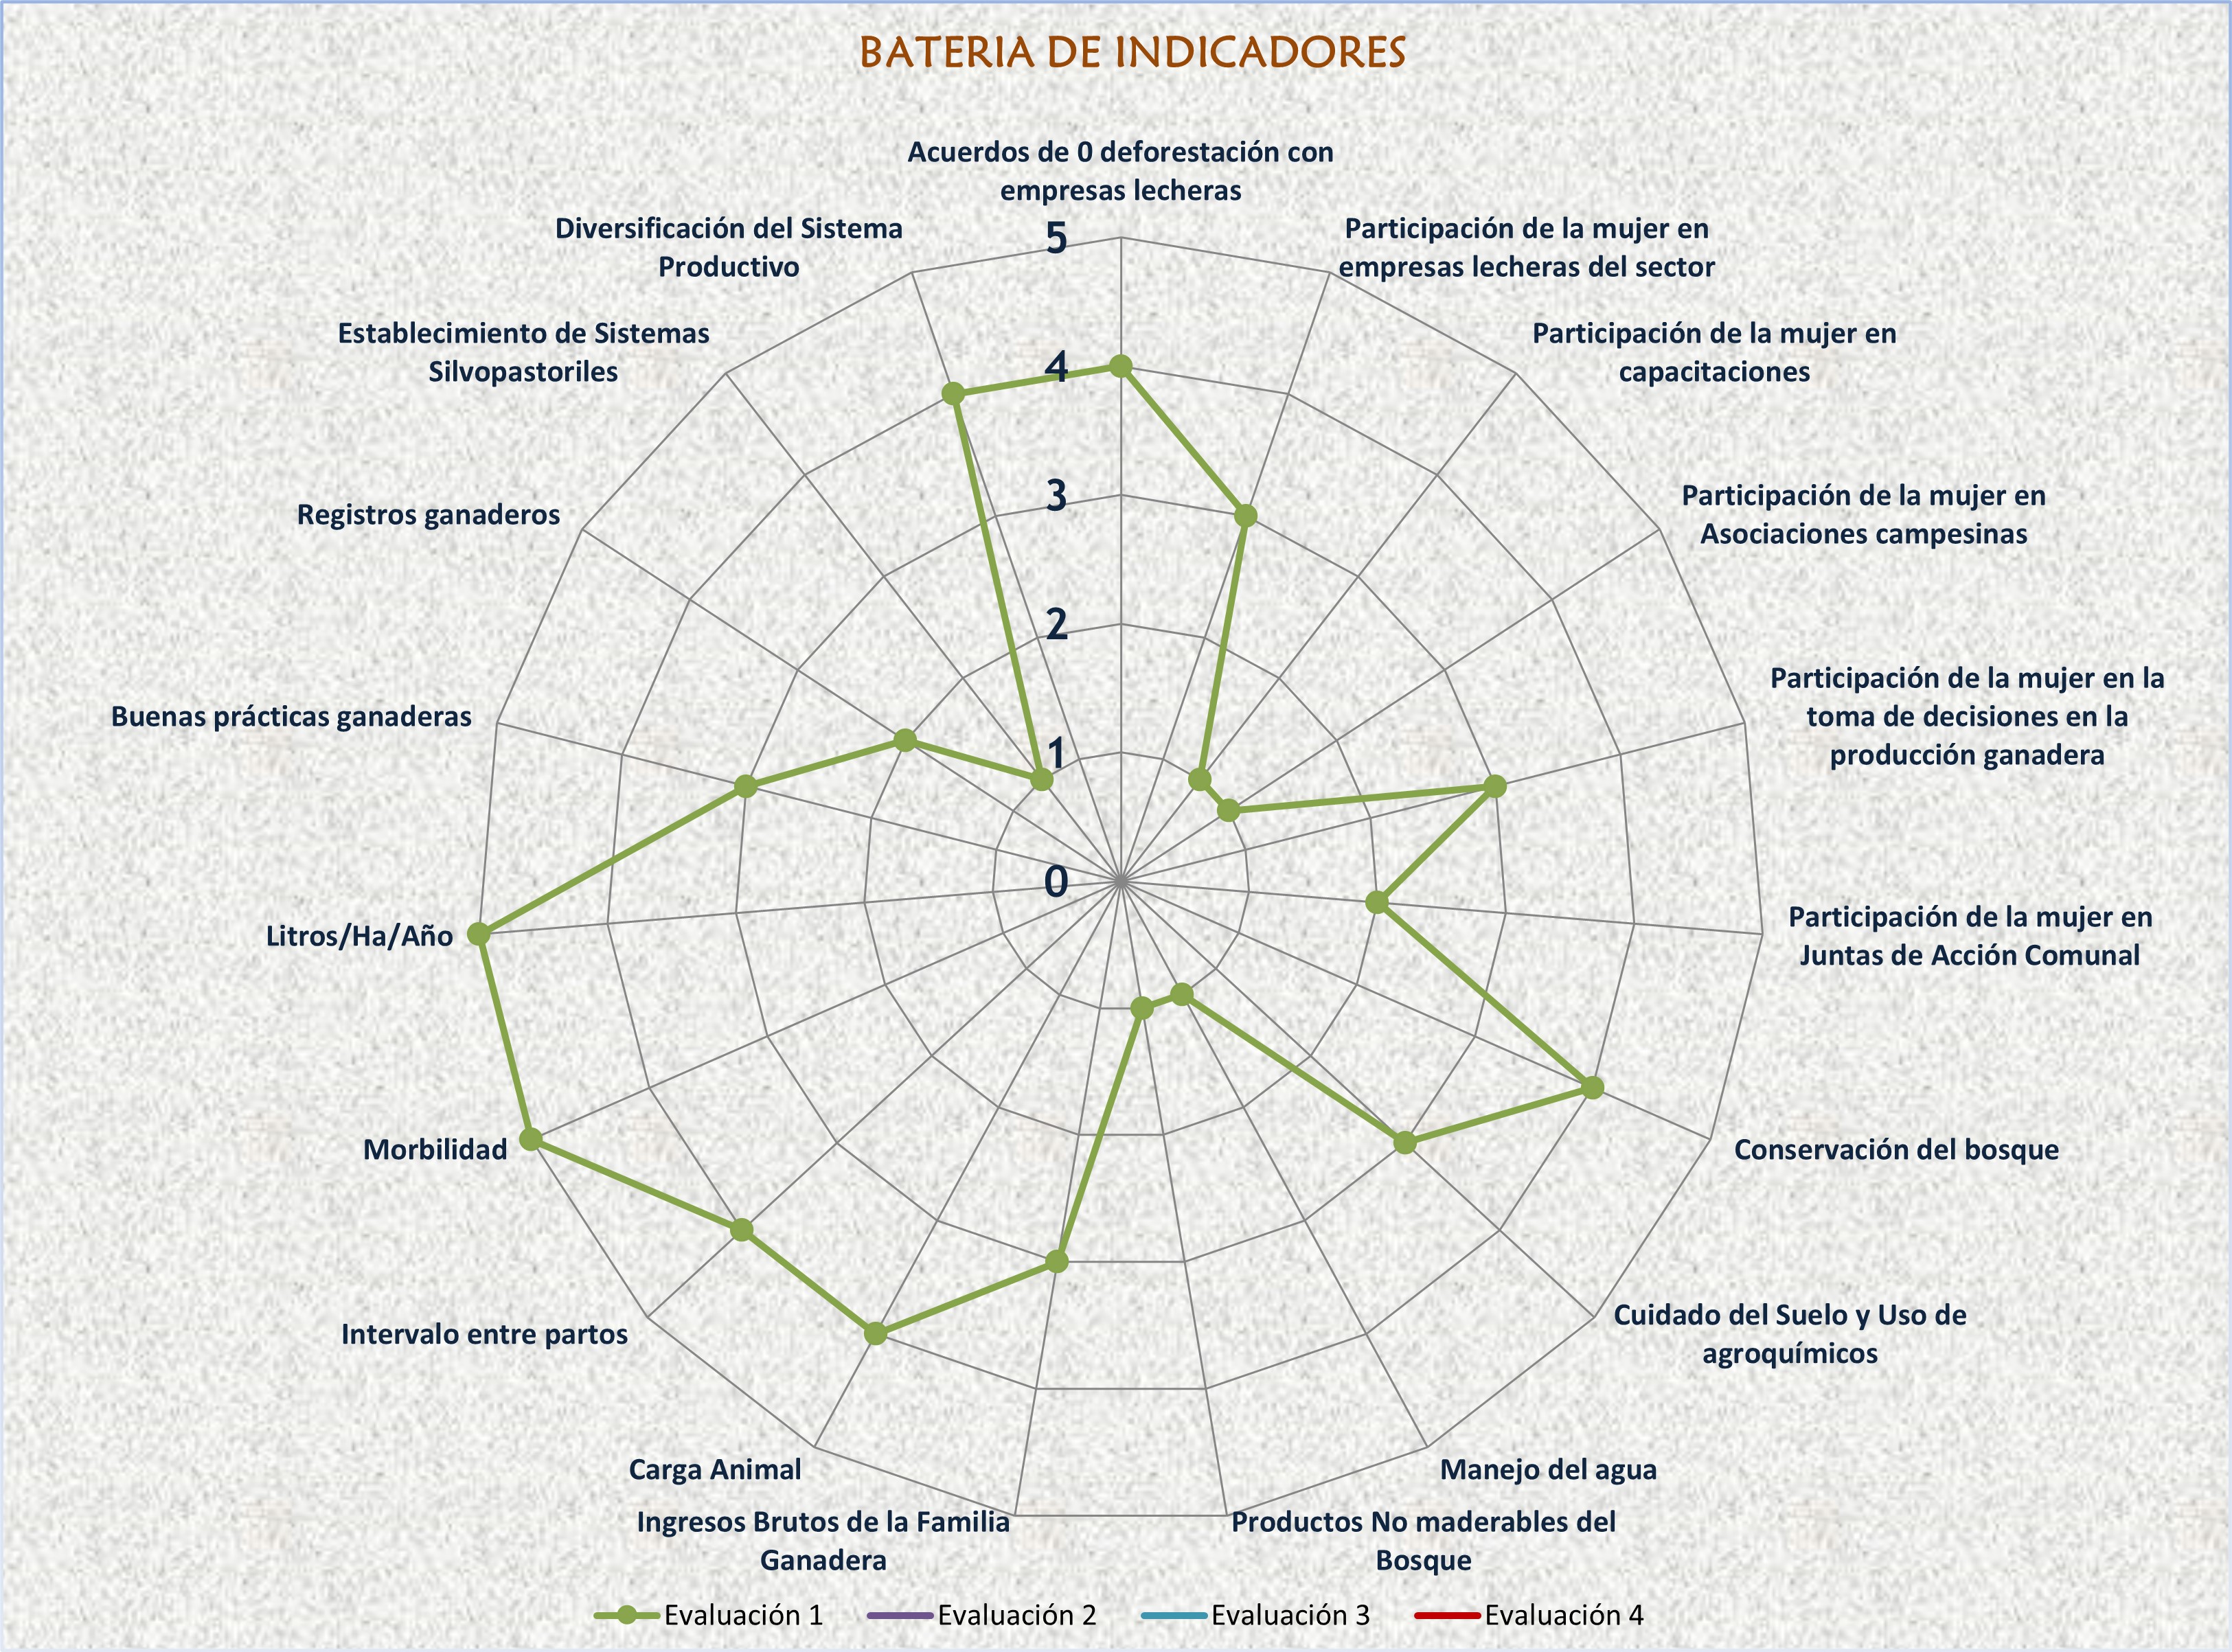 BATERIA DE INDICADORES
Acuerdos de 0 deforestación con
empresas lecheras
Participación de la mujer en
empresas lecheras del sector
Participación de la mujer en
capacitaciones
Participación de la mujer en
Asociaciones campesinas
Participación de la mujer en la
toma de decisiones en la
producción ganadera
Participación de la mujer en
Juntas de Acción Comunal
Conservación del bosque
Cuidado del Suelo y Uso de
agroquímicos
Manejo del agua
Productos No maderables del
Bosque
Ingresos Brutos de la Familia
Ganadera
Carga Animal
Intervalo entre partos
Morbilidad
Litros/Ha/Año
Buenas prácticas ganaderas
Registros ganaderos
Establecimiento de Sistemas
Silvopastoriles
Diversificación del Sistema
Productivo
5
4
3
2
1
0
Evaluación 1
Evaluación 2
Evaluación 3
Evaluación 4